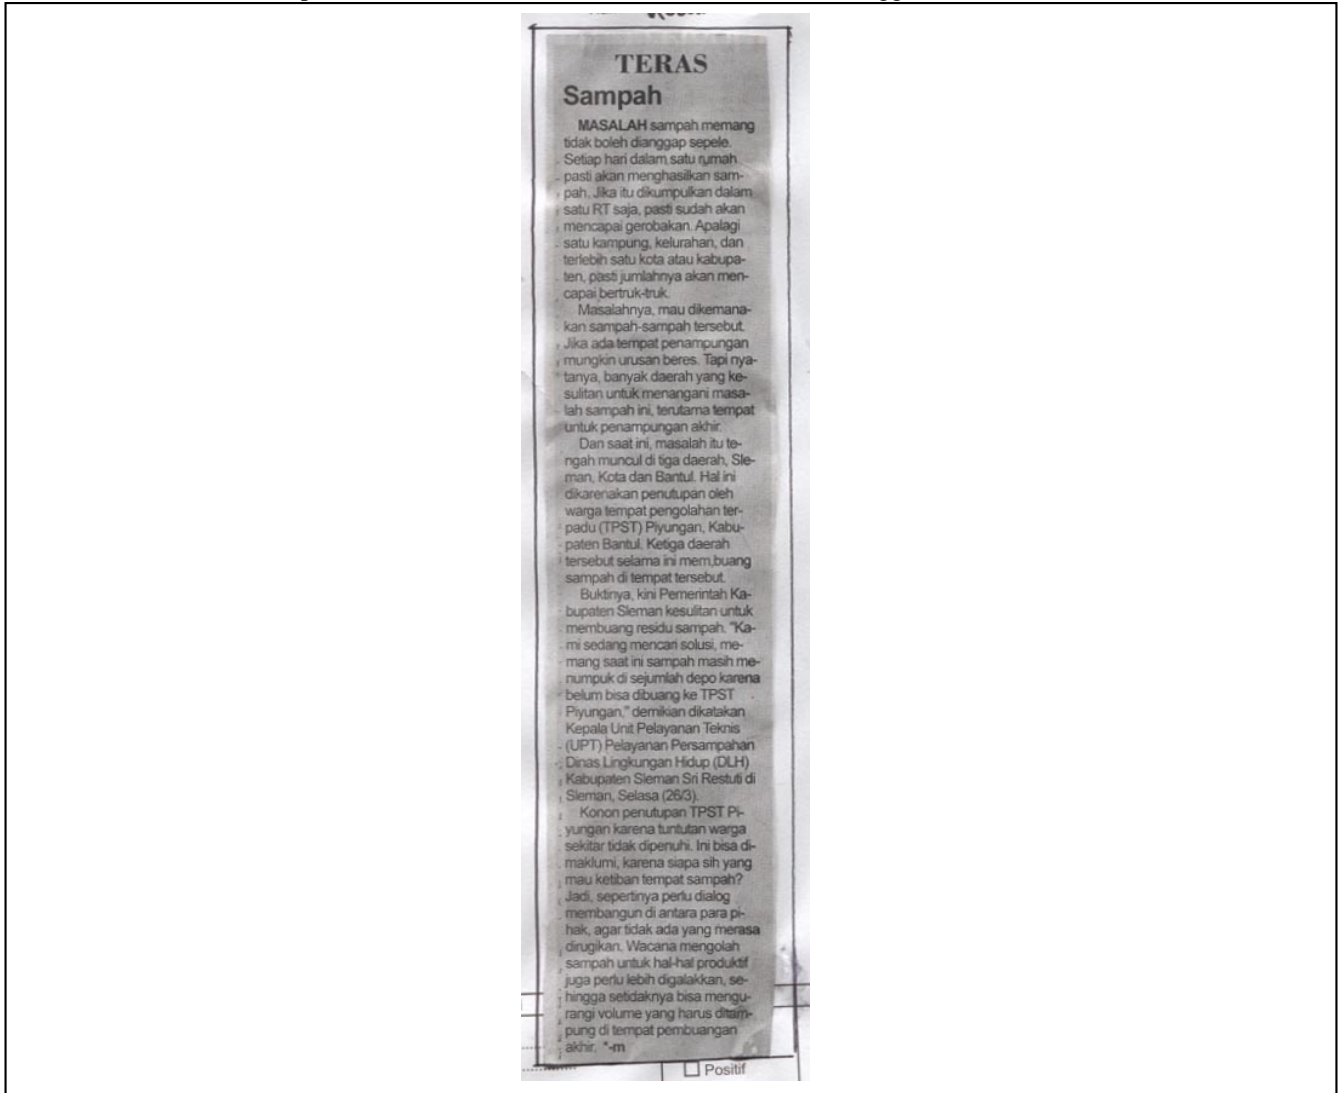 TERAS
Sampah
MASALAH sampah memang
tidak boleh dianggap sepele.
Setiap hari dalam satu rumah
pasti akan menghasilkan sam-
pah. Jika itu dikumpulkan dalam
satu RT saja, pasti sudah akan
mencapai gerobakan. Apalagi
satu kampung, kelurahan, dan
terlebih satu kota atau kabupa-
ten, pasti jumlahnya akan men-
capai bertruk-truk.
Masalahnya, mau dikemana-
kan sampah-sampah tersebut.
Jika ada tempat penampungan
mungkin urusan beres. Tapi nya-
tanya, banyak daerah yang ke-
sulitan untuk menangani masa-
lah sampah ini, terutama tempat
untuk penampungan akhir.
Dan saat ini, masalah itu te-
ngah muncul di tiga daerah, Sle-
man, Kota dan Bantul. Hal ini
dikarenakan penutupan oleh
warga tempat pengolahan ter-
padu (TPST) Piyungan, Kabu-
paten Bantul. Ketiga daerah
tersebut selama ini mem,buang
sampah di tempat tersebut.
Buktinya, kini Pemerintah Ka-
bupaten Sleman kesulitan untuk
membuang residu sampah. "Ka-
mi sedang mencari solusi, me-
mang saat ini sampah masih me-
numpuk di sejumlah depo karena
belum bisa dibuang ke TPST
Piyungan," demikian dikatakan
Kepala Unit Pelayanan Teknis
(UPT) Pelayanan Persampahan
Dinas Lingkungan Hidup (DLH)
Kabupaten Sleman Sri Restuti di
Sleman, Selasa (26/3).
Konon penutupan TPST Pi-
yungan karena tuntutan warga
sekitar tidak dipenuhi. Ini bisa di-
maklumi, karena siapa sih yang
mau ketiban tempat sampah?
Jadi, sepertinya perlu dialog
membangun di antara para pi-
hak, agar tidak ada yang merasa
dirugikan. Wacana mengolah
sampah untuk hal-hal produktif
juga perlu lebih digalakkan, se-
hingga setidaknya bisa mengu-
rangi volume yang harus ditam-
pung di tempat pembuangan
akhir. *-m
Positif